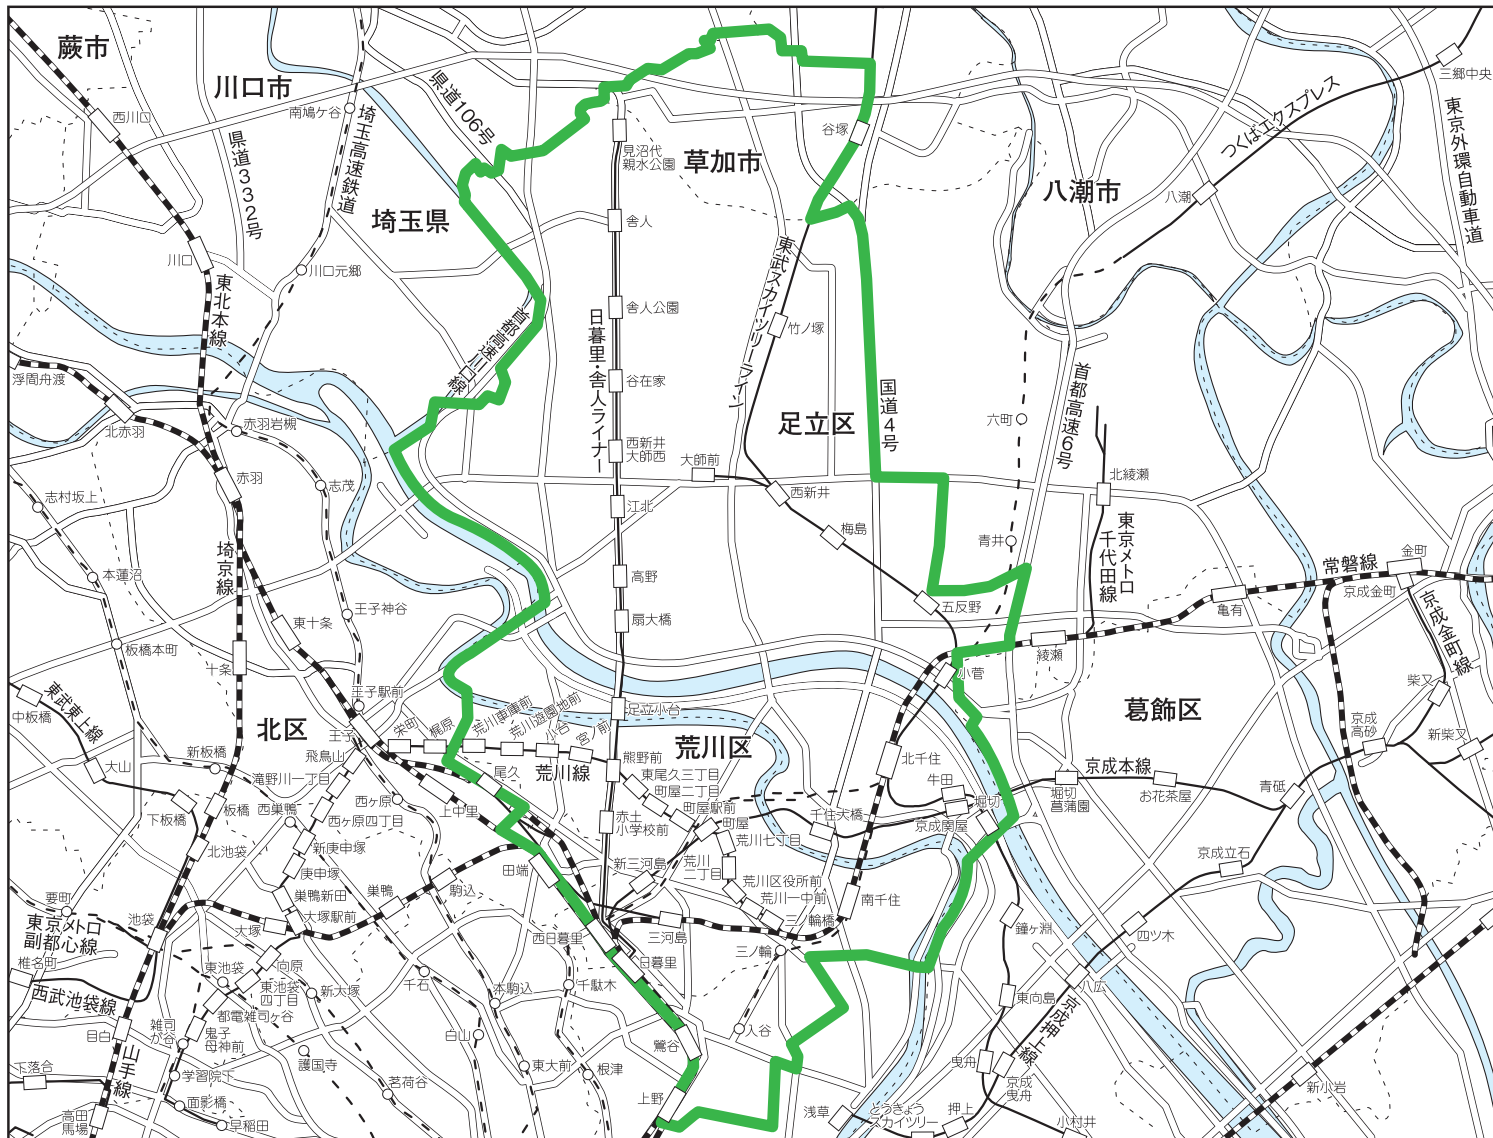 蕨市
川口市
西川口
県道332号
南鳩ケ谷
埼玉高速鉄道
県道106号
埼玉県
川口
川口元郷
東北本線
首都高速川口線
見沼代
親水公園
草加市
谷塚
舎人
舎人公園
日暮里・舎人ライナー
谷在家
西新井
大師西
東武スカイツリーライン
竹ノ塚
足立区
国道4号
八潮市
八潮
つくばエクスプレス
三郷中央
東京外環自動車道
六町
首都高速6号
浮間舟渡
北赤羽
赤羽岩槻
赤羽
志茂
志村坂上
埼京線
本蓮沼
王子神谷
東十条
板橋本町
十条
大師前
西新井
江北
梅島
高野
扇大橋
五反野
青井
北綾瀬
東京メトロ
千代田線
常磐線
金町
京成金町
京成金町線
亀有
綾瀬
小菅
柴又
新柴又
京成
高砂
葛飾区
中板橋
東武東上線
大山
北区
新板橋
下板橋
板橋
王子駅前
王子
飛鳥山
滝野川一丁目
西巣鴨
西ヶ原四丁目
西ヶ原
新庚申塚
庚申塚
巣鴨新田
大塚駅前
巣鴨
駒込
上中里
栄町
梶原
荒川車庫前
荒川遊園地前
小台
宮ノ前
荒川線
尾久
足立小台
荒川区
熊野前
東尾久三丁目
町屋二丁目
町屋駅前
町屋
赤土
小学校前
荒川七丁目
荒川
二丁目
新三河島
荒川区役所前
荒川一中前
三ノ輪橋
三河島
三ノ輪
南千住
千住大橋
北千住
牛田
京成関屋
堀切
堀切
菖蒲園
京成本線
お花茶屋
青砥
京成立石
四ツ木
八広
京成押上線
鐘ヶ淵
東向島
曳舟
京成
曳舟
小村井
新小岩
押上
とうきょう
スカイツリー
浅草
北池袋
要町
東京メトロ
副都心線
椎名町
池袋
西武池袋線
目白
山手線
下落合
高田
馬場
大塚
東池袋
向原
東池袋
四丁目
都電雑司ヶ谷
雑司
が谷
鬼子
母神前
学習院下
面影橋
早稲田
新大塚
護国寺
茗荷谷
千石
白山
本駒込
東大前
根津
千駄木
田端
西日暮里
日暮里
鶯谷
入谷
上野